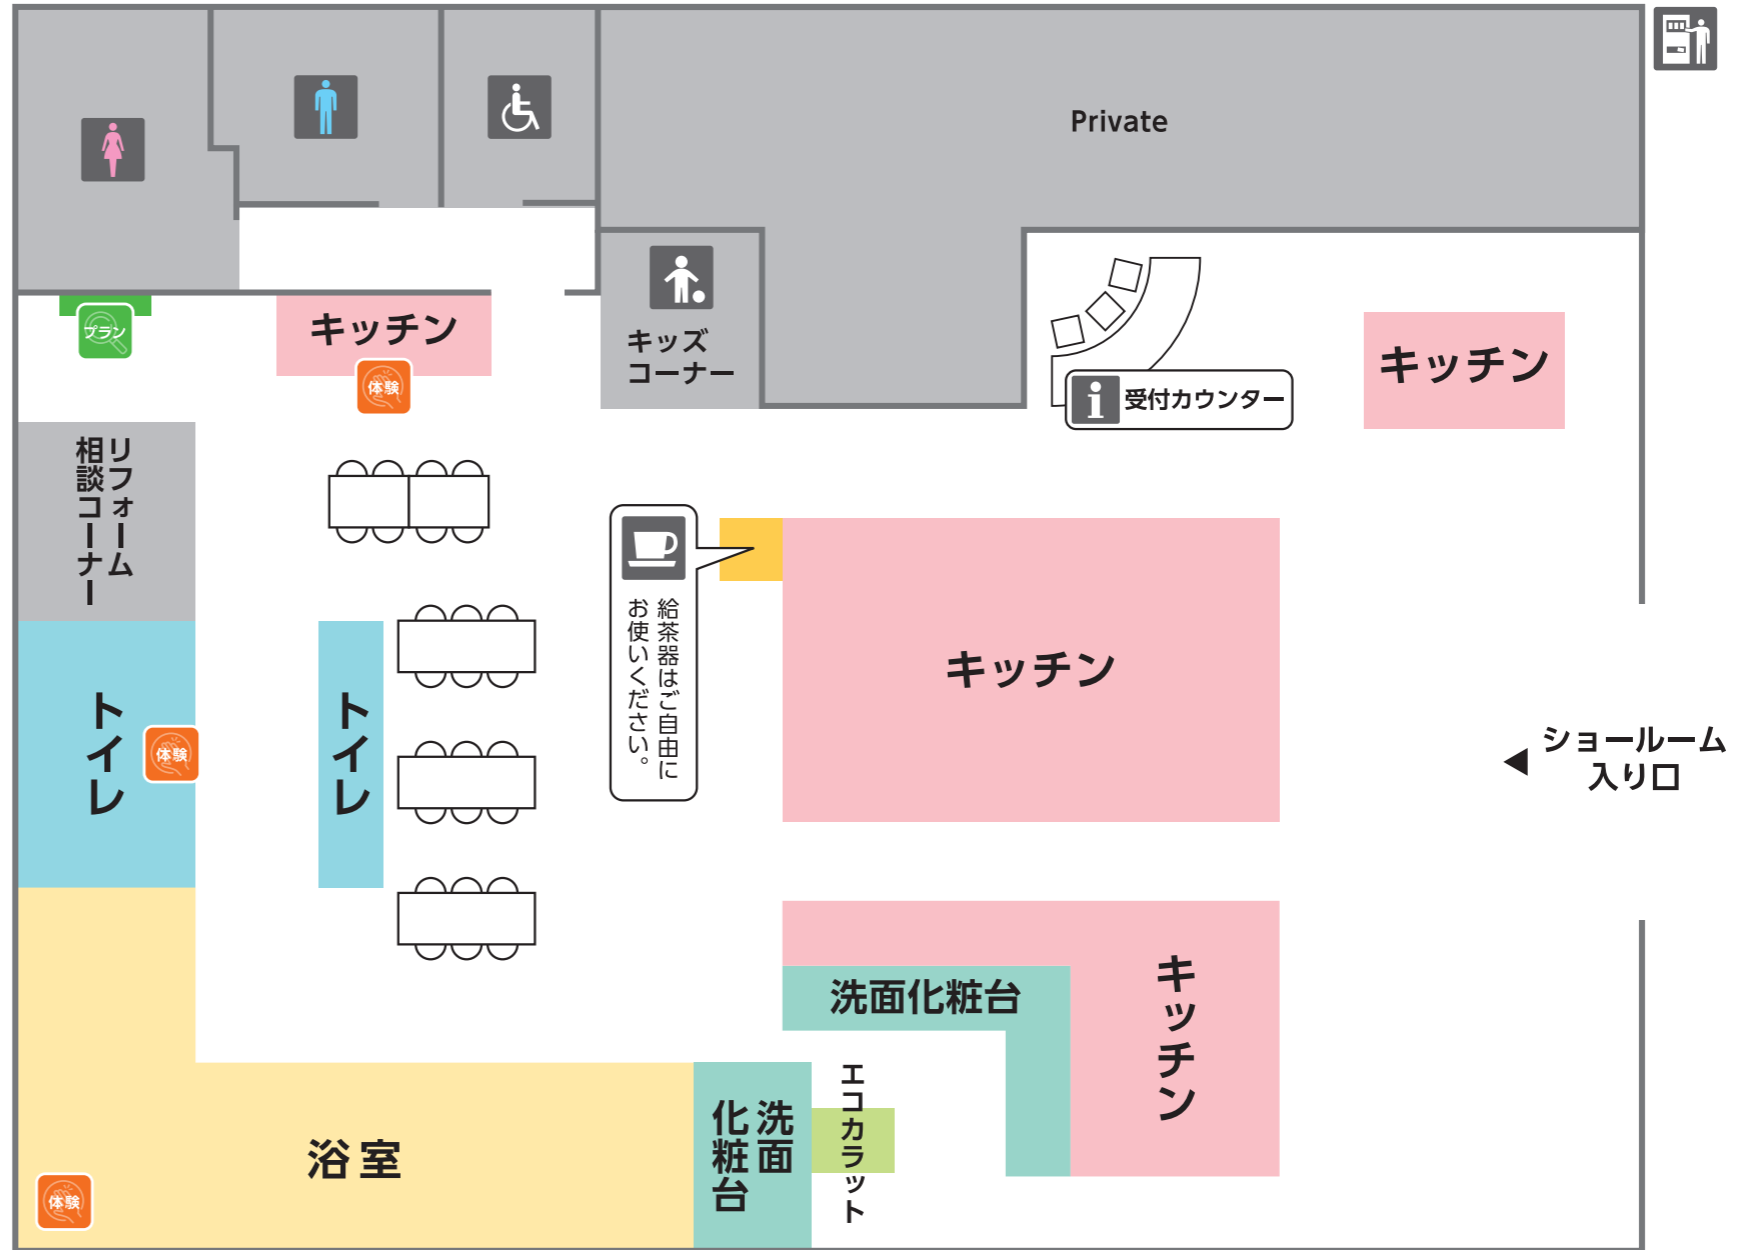 Private
プラン
キッチン
体験
キッズ
コーナー
受付カウンター
キッチン
リフォーム
相談コーナー
給茶器はご自由に
お使いください。
キッチン
トイレ
体験
トイレ
ショールーム
入り口
洗面化粧台
キッチン
浴室
体験
洗面
化粧台
エコカラット